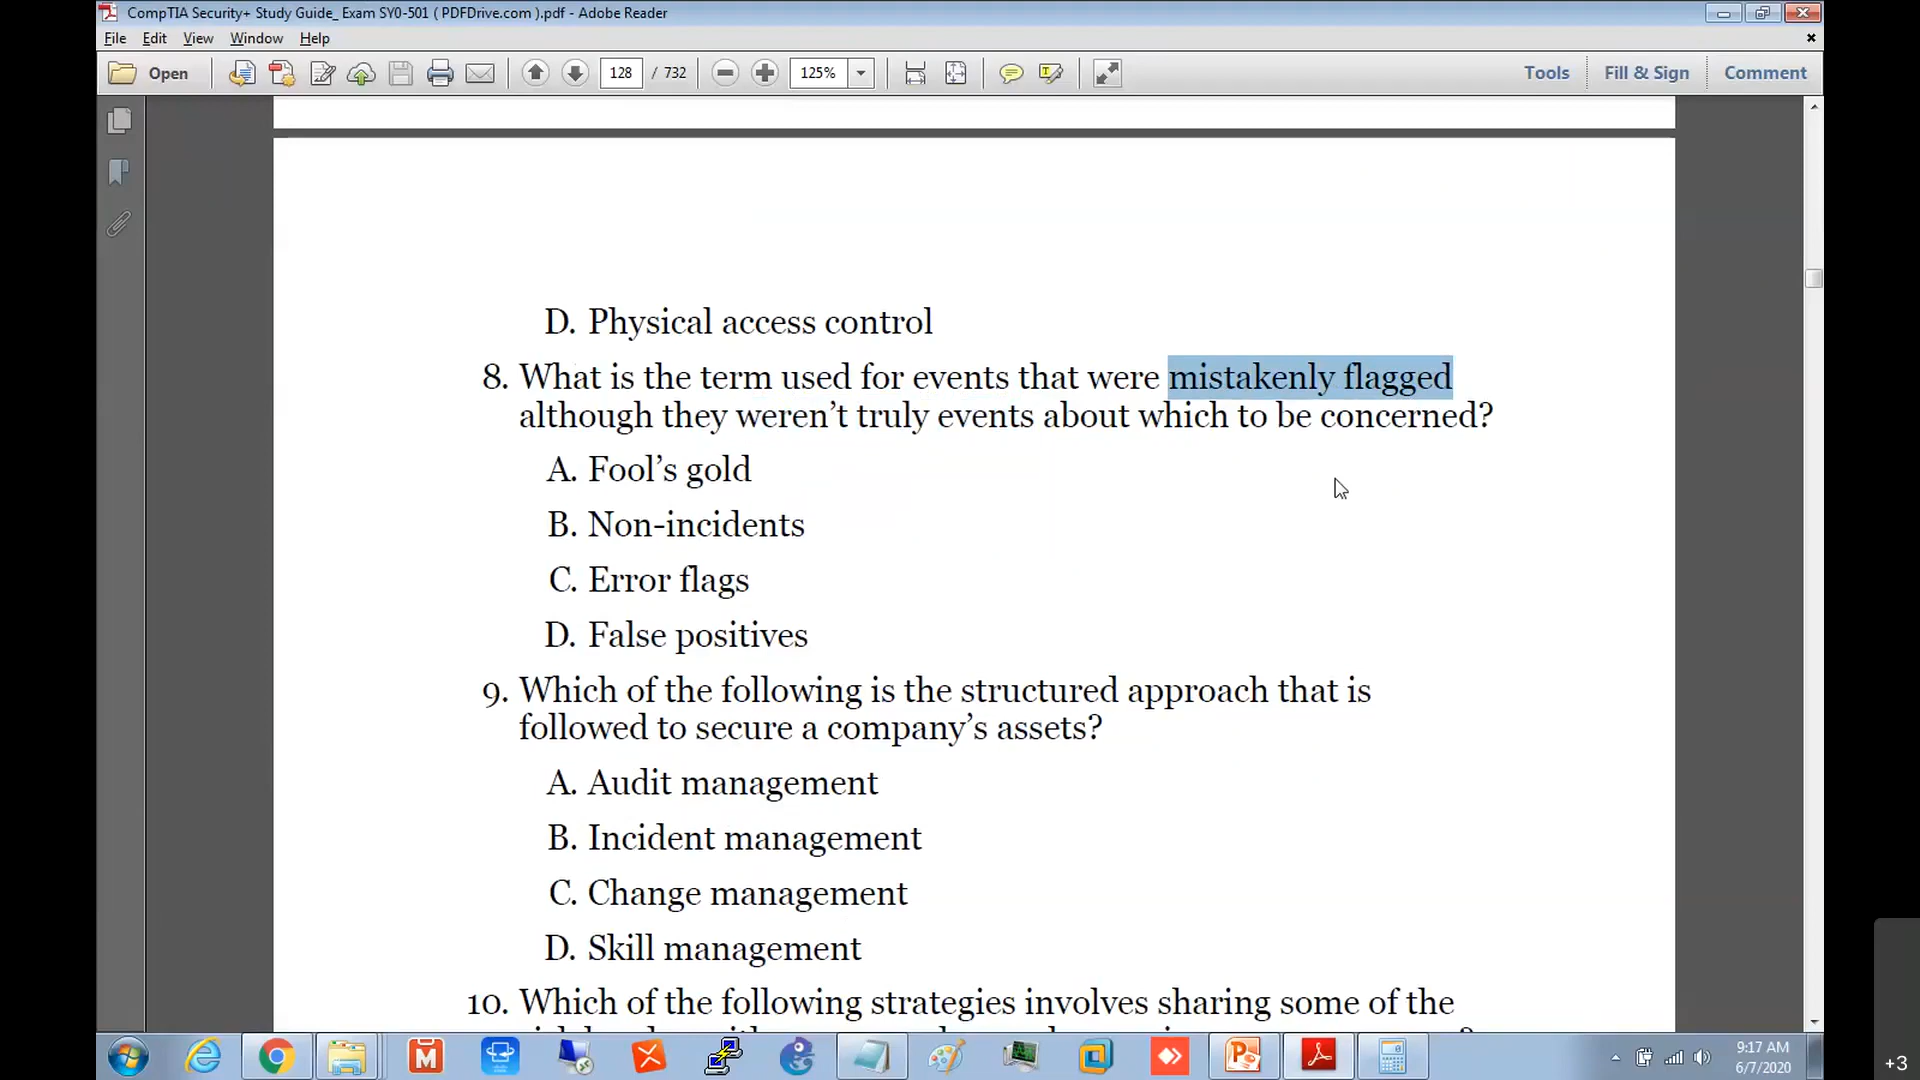 CompTIA Security+ Study Guide_ Exam SY0-501 ( PDFDrive.com ).pdf - Adobe Reader
File Edit View Window Help
Open 128 / 732 125% Tools Fill & Sign Comment
D. Physical access control
8. What is the term used for events that were mistakenly flagged
although they weren’t truly events about which to be concerned?
A. Fool’s gold
B. Non-incidents
C. Error flags
D. False positives
9. Which of the following is the structured approach that is
followed to secure a company’s assets?
A. Audit management
B. Incident management
C. Change management
D. Skill management
10. Which of the following strategies involves sharing some of the
9:17 AM
6/7/2020
+3